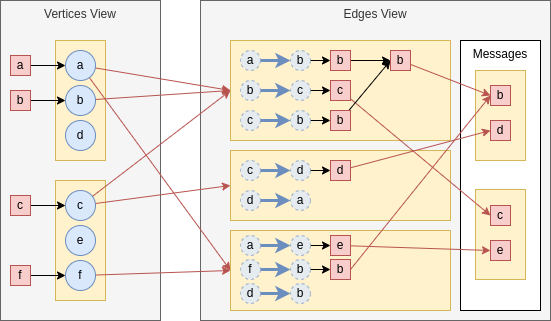 Vertices View
Edges View
a a
b b
d
c c
e
f f
a b b b
b c c
c b b
c d d
d a
a e e
f b b
d b
Messages
b
d
c
e